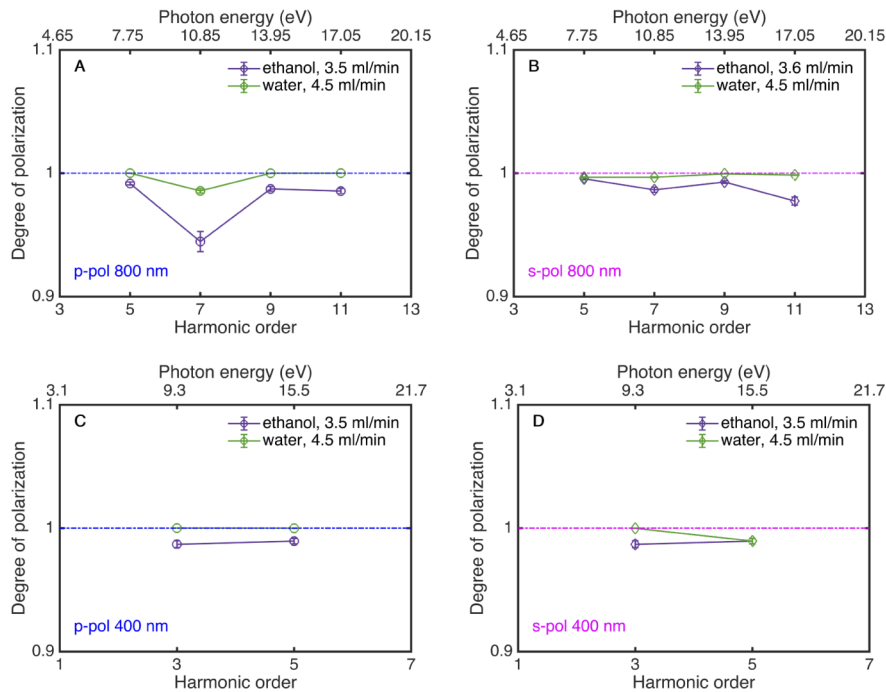 Photon energy (eV)
4.65 7.75 10.85 13.95 17.05 20.15
1.1
A
ethanol, 3.5 ml/min
water, 4.5 ml/min
Degree of polarization
1
p-pol 800 nm
0.9
3 5 7 9 11 13
Harmonic order
Photon energy (eV)
4.65 7.75 10.85 13.95 17.05 20.15
1.1
B
ethanol, 3.6 ml/min
water, 4.5 ml/min
Degree of polarization
1
s-pol 800 nm
0.9
3 5 7 9 11 13
Harmonic order
Photon energy (eV)
3.1 9.3 15.5 21.7
1.1
C
ethanol, 3.5 ml/min
water, 4.5 ml/min
Degree of polarization
1
p-pol 400 nm
0.9
1 3 5 7
Harmonic order
Photon energy (eV)
3.1 9.3 15.5 21.7
1.1
D
ethanol, 3.5 ml/min
water, 4.5 ml/min
Degree of polarization
1
s-pol 400 nm
0.9
1 3 5 7
Harmonic order